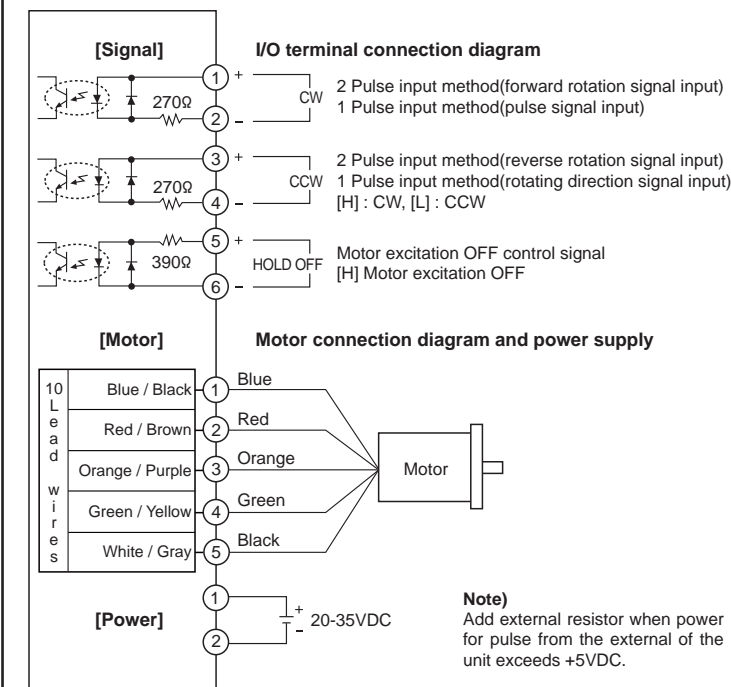 [Signal] I/O terminal connection diagram
1 + CW 2 Pulse input method(forward rotation signal input)
270Ω 1 Pulse input method(pulse signal input)
2 −
3 + 2 Pulse input method(reverse rotation signal input)
270Ω CCW 1 Pulse input method(rotating direction signal input)
4 − [H] : CW, [L] : CCW
5 + Motor excitation OFF control signal
390Ω HOLD OFF [H] Motor excitation OFF
6 −
[Motor] Motor connection diagram and power supply
10 Lead wires
Blue / Black 1 Blue
Red / Brown 2 Red
Orange / Purple 3 Orange
Green / Yellow 4 Green
White / Gray 5 Black
Motor
[Power]
1
+ 20-35VDC
−
2
Note)
Add external resistor when power
for pulse from the external of the
unit exceeds +5VDC.